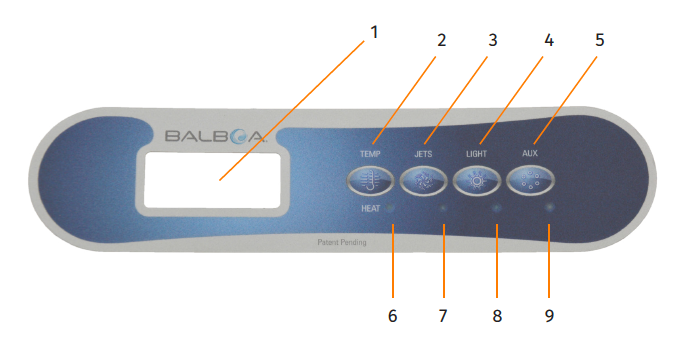 1
2 3 4 5
BALBOA
TEMP JETS LIGHT AUX
HEAT
Patent Pending
6 7 8 9